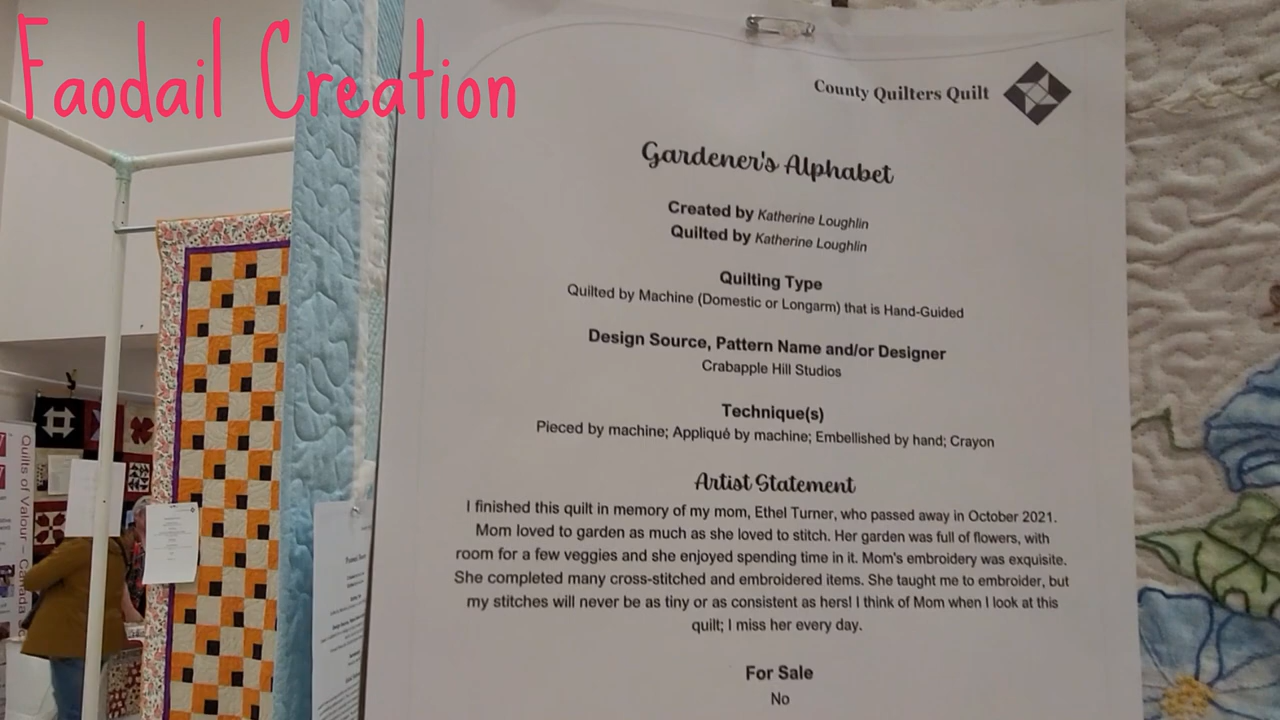 Faodail Creation
County Quilters Quilt
Gardener's Alphabet
Created by Katherine Loughlin
Quilted by Katherine Loughlin
Quilting Type
Quilted by Machine (Domestic or Longarm) that is Hand-Guided
Design Source, Pattern Name and/or Designer
Crabapple Hill Studios
Technique(s)
Pieced by machine; Appliqué by machine; Embellished by hand; Crayon
Artist Statement
I finished this quilt in memory of my mom, Ethel Turner, who passed away in October 2021.
Mom loved to garden as much as she loved to stitch. Her garden was full of flowers, with
room for a few veggies and she enjoyed spending time in it. Mom's embroidery was exquisite.
She completed many cross-stitched and embroidered items. She taught me to embroider, but
my stitches will never be as tiny or as consistent as hers! I think of Mom when I look at this
quilt; I miss her every day.
For Sale
No
Quilts of Valour – Canada